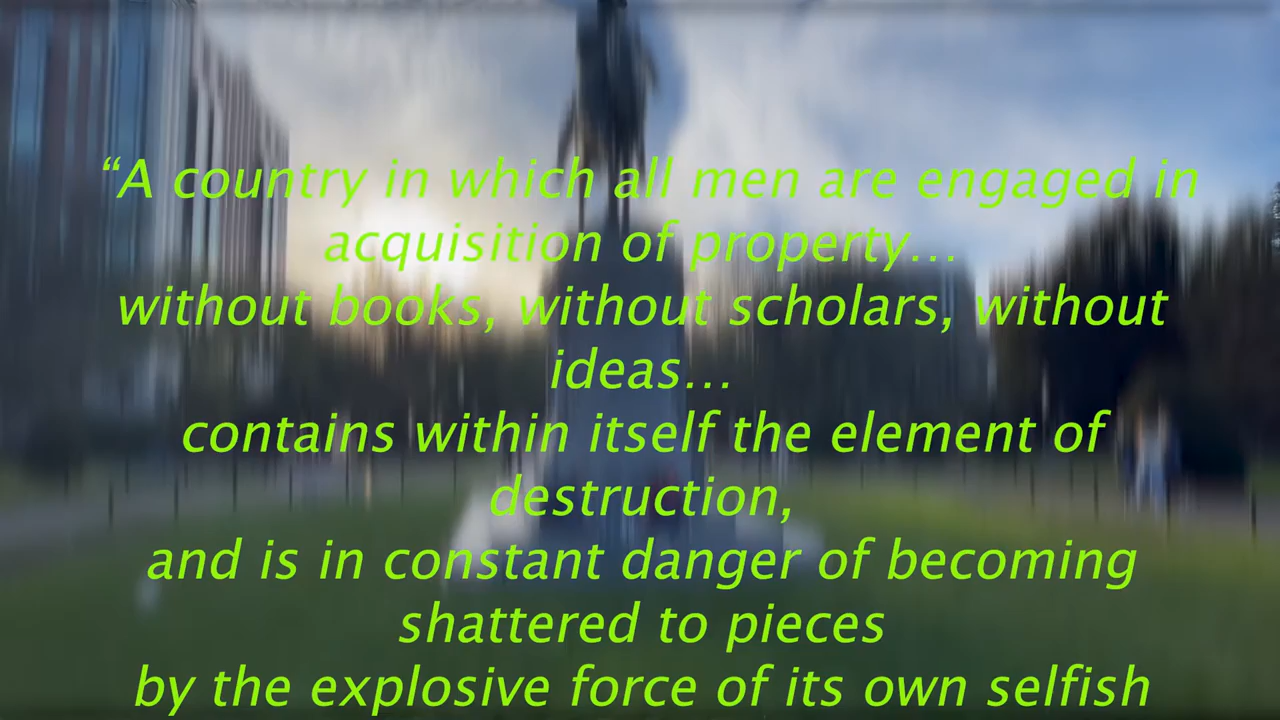 “A country in which all men are engaged in
acquisition of property…
without books, without scholars, without
ideas…
contains within itself the element of
destruction,
and is in constant danger of becoming
shattered to pieces
by the explosive force of its own selfish